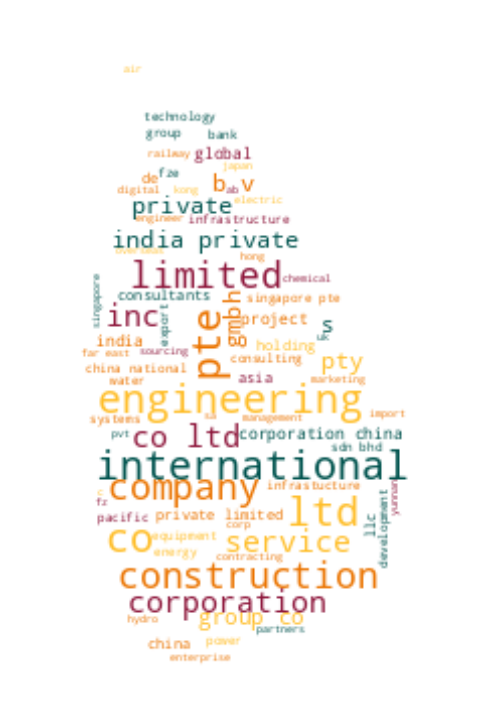 air
technology
group bank
railway global
japan
de fze
digital kong b v
ab
electric
private
engineer infrastructure
india private
overseas
hong
limited chemical
singapore
consultants
gmbh
singapore pte
inc
export
pte
project
s
k
india
holding
far east sourcing
consulting
pty
china national
water
asia
marketing
engineering
systems
sa
management
import
pvt
co ltd
corporation china
sdn bhd
international
c
company
infrastucture
fz
ltd
yunnan
pacific
private limited
corp
llc
development
co
equipment
service
energy
contracting
construction
corporation
hydro
group co
partners
china
power
enterprise